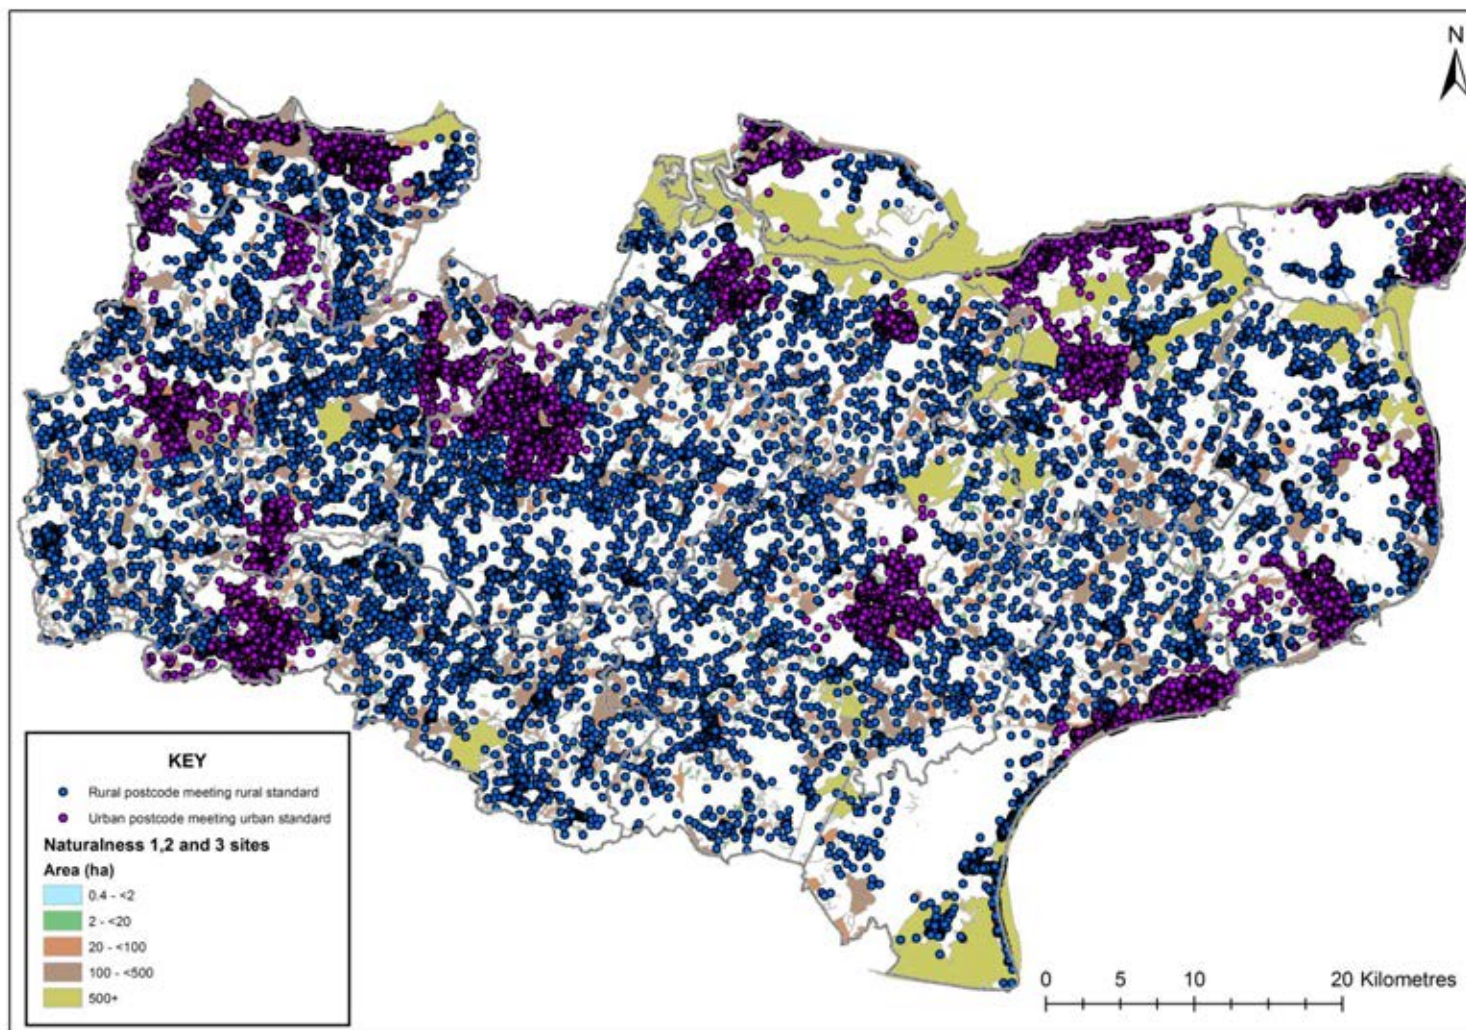 N
KEY
Rural postcode meeting rural standard
Urban postcode meeting urban standard
Naturalness 1,2 and 3 sites
Area (ha)
0.4 - <2
2 - <20
20 - <100
100 - <500
500+
0 5 10 20 Kilometres